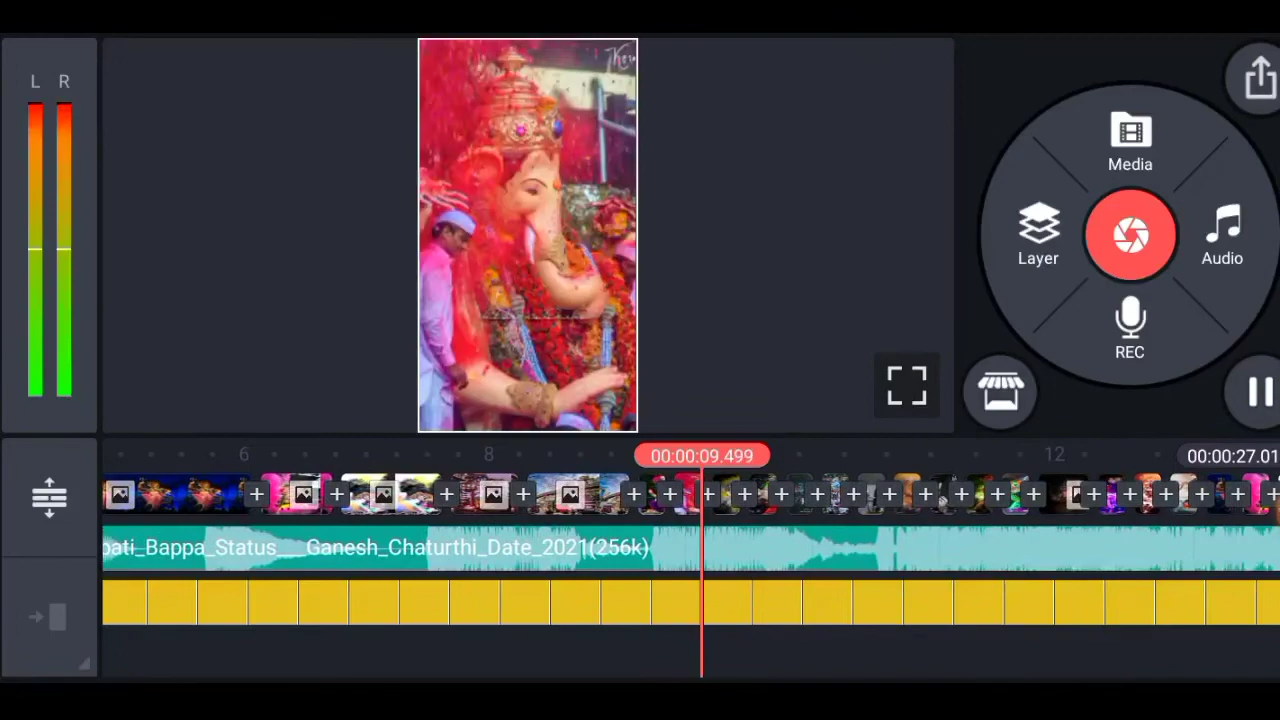 L R
Media
Layer
Audio
REC
6
8
00:00:09.499
12
00:00:27.01
pati_Bappa_Status___Ganesh_Chaturthi_Date_2021(256k)